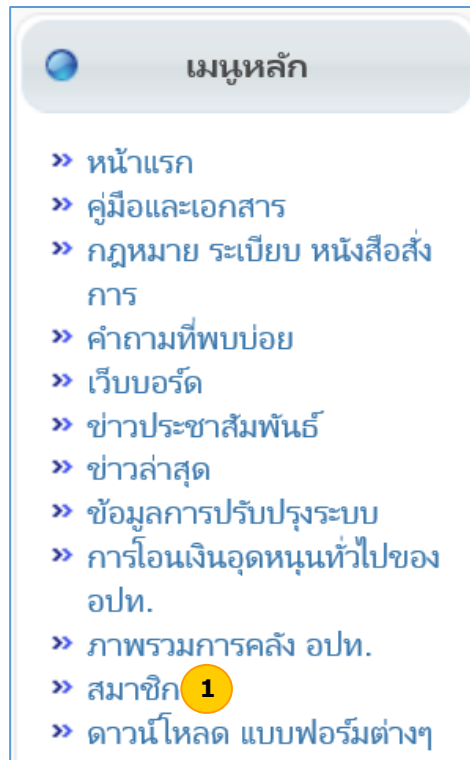 เมนูหลัก
» หน้าแรก
» คู่มือและเอกสาร
» กฎหมาย ระเบียบ หนังสือสั่ง
การ
» คำถามที่พบบ่อย
» เว็บบอร์ด
» ข่าวประชาสัมพันธ์
» ข่าวล่าสุด
» ข้อมูลการปรับปรุงระบบ
» การโอนเงินอุดหนุนทั่วไปของ
อปท.
» ภาพรวมการคลัง อปท.
» สมาชิก 1
» ดาวน์โหลด แบบฟอร์มต่างๆ